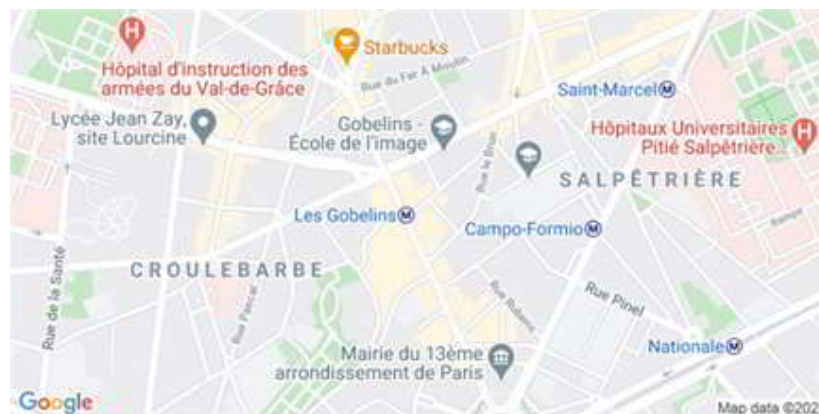 Starbucks
Hôpital d'instruction des
armées du Val-de-Grâce
Rue du Fer À Moulin
Saint-Marcel
Lycée Jean Zay,
site Lourcine
Gobelins -
École de l'image
Hôpitaux Universitaires
Pitié Salpêtrière...
Rue le Brun
SALPÊTRIÈRE
Les Gobelins
Campo-Formio
Rampe
CROULEBARBE
Rue de la Santé
Rue Pascal
Rue Rubens
Rue Pinel
Nationale
Mairie du 13ème
arrondissement de Paris
Google
Map data ©202